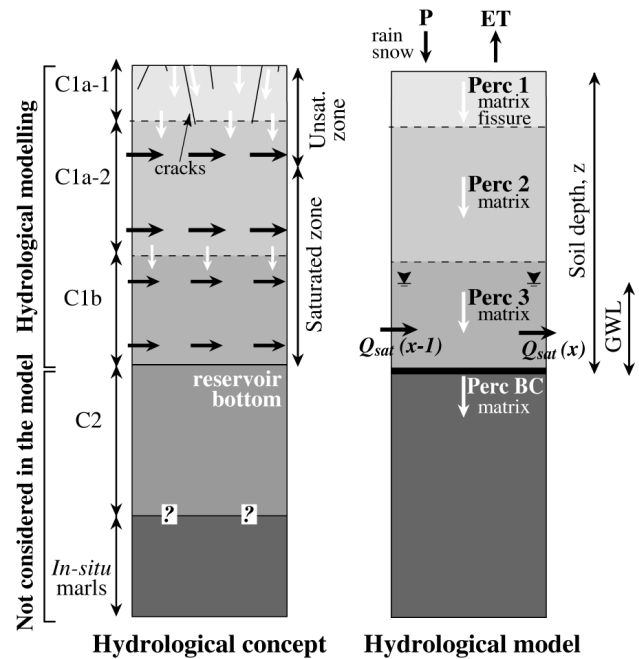 P
ET
rain
snow
Hydrological modelling
Not considered in the model
C1a-1
C1a-2
C1b
C2
In-situ
marls
cracks
Unsat.
zone
Saturated zone
reservoir
bottom
?
?
Hydrological concept
Perc 1
matrix
fissure
Perc 2
matrix
Perc 3
matrix
Qsat (x-1)
Qsat (x)
Perc BC
matrix
Soil depth, z
GWL
Hydrological model